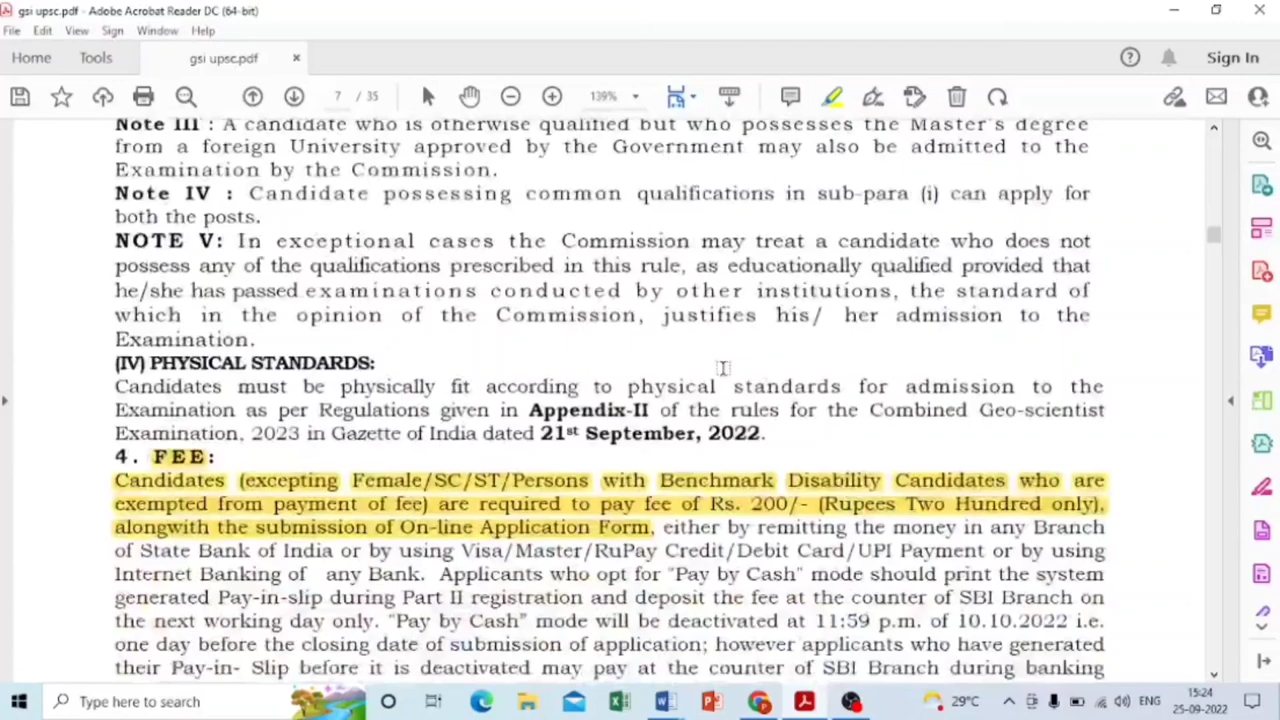 gsi upsc.pdf - Adobe Acrobat Reader DC (64-bit)
File Edit View Sign Window Help
Home Tools gsi upsc.pdf × Sign In
7 / 35 139%
Note III : A candidate who is otherwise qualified but who possesses the Master's degree
from a foreign University approved by the Government may also be admitted to the
Examination by the Commission.
Note IV : Candidate possessing common qualifications in sub-para (i) can apply for
both the posts.
NOTE V: In exceptional cases the Commission may treat a candidate who does not
possess any of the qualifications prescribed in this rule, as educationally qualified provided that
he/she has passed examinations conducted by other institutions, the standard of
which in the opinion of the Commission, justifies his/ her admission to the
Examination.
(IV) PHYSICAL STANDARDS:
Candidates must be physically fit according to physical standards for admission to the
Examination as per Regulations given in Appendix-II of the rules for the Combined Geo-scientist
Examination, 2023 in Gazette of India dated 21st September, 2022.
4. FEE:
Candidates (excepting Female/SC/ST/Persons with Benchmark Disability Candidates who are
exempted from payment of fee) are required to pay fee of Rs. 200/- (Rupees Two Hundred only),
alongwith the submission of On-line Application Form, either by remitting the money in any Branch
of State Bank of India or by using Visa/Master/RuPay Credit/Debit Card/UPI Payment or by using
Internet Banking of any Bank. Applicants who opt for "Pay by Cash" mode should print the system
generated Pay-in-slip during Part II registration and deposit the fee at the counter of SBI Branch on
the next working day only. "Pay by Cash" mode will be deactivated at 11:59 p.m. of 10.10.2022 i.e.
one day before the closing date of submission of application; however applicants who have generated
their Pay-in- Slip before it is deactivated may pay at the counter of SBI Branch during banking
Type here to search 29°C ENG 15:24
25-09-2022